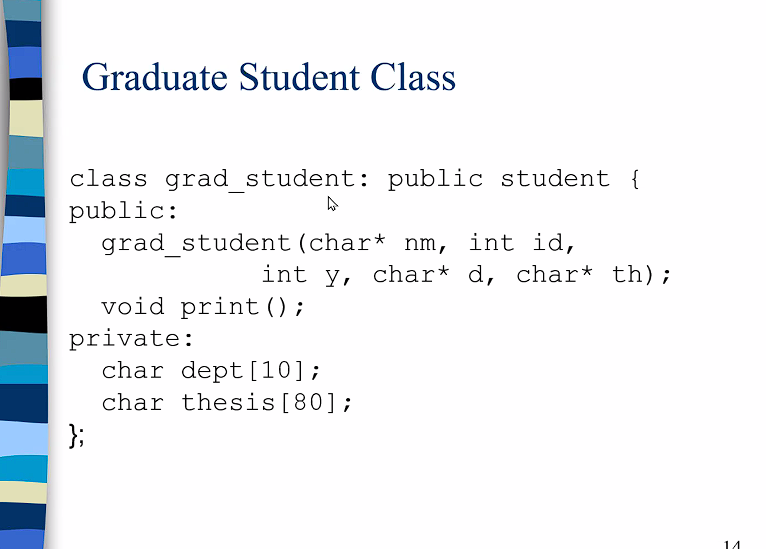 Graduate Student Class
class grad_student: public student {
public:
  grad_student(char* nm, int id,
            int y, char* d, char* th);
  void print();
private:
  char dept[10];
  char thesis[80];
};
14